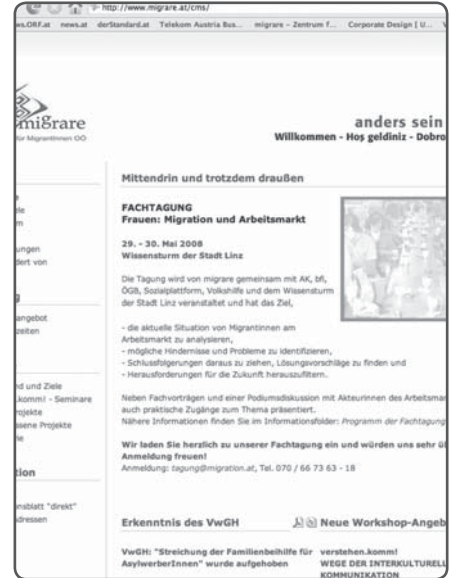 http://www.migrare.at/cms/
ws.ORF.at news.at derStandard.at Telekom Austria Bus... migrare – Zentrum f... Corporate Design [ U...
migrare
für MigrantInnen OÖ
anders sein
Willkommen - Hoş geldiniz - Dobro
Mittendrin und trotzdem draußen
FACHTAGUNG
Frauen: Migration und Arbeitsmarkt
29. - 30. Mai 2008
Wissensturm der Stadt Linz
Die Tagung wird von migrare gemeinsam mit AK, bfi,
ÖGB, Sozialplattform, Volkshilfe und dem Wissensturm
der Stadt Linz veranstaltet und hat das Ziel,
- die aktuelle Situation von Migrantinnen am
Arbeitsmarkt zu analysieren,
- mögliche Hindernisse und Probleme zu identifizieren,
- Schlussfolgerungen daraus zu ziehen, Lösungsvorschläge zu finden und
- Herausforderungen für die Zukunft herauszufiltern.
Neben Fachvorträgen und einer Podiumsdiskussion mit Akteurinnen des Arbeitsmar
auch praktische Zugänge zum Thema präsentiert.
Nähere Informationen finden Sie im Informationsfolder: Programm der Fachtagung
Wir laden Sie herzlich zu unserer Fachtagung ein und würden uns sehr ü
Anmeldung freuen!
Anmeldung: tagung@migration.at, Tel. 070 / 66 73 63 - 18
ungen
dert von
angebot
zeiten
nd und Ziele
.komm! - Seminare
rojekte
ssene Projekte
tion
nsblatt "direkt"
dressen
Erkenntnis des VwGH
VwGH: "Streichung der Familienbeihilfe für
AsylwerberInnen" wurde aufgehoben
Neue Workshop-Angeb
verstehen.komm!
WEGE DER INTERKULTURELL
KOMMUNIKATION